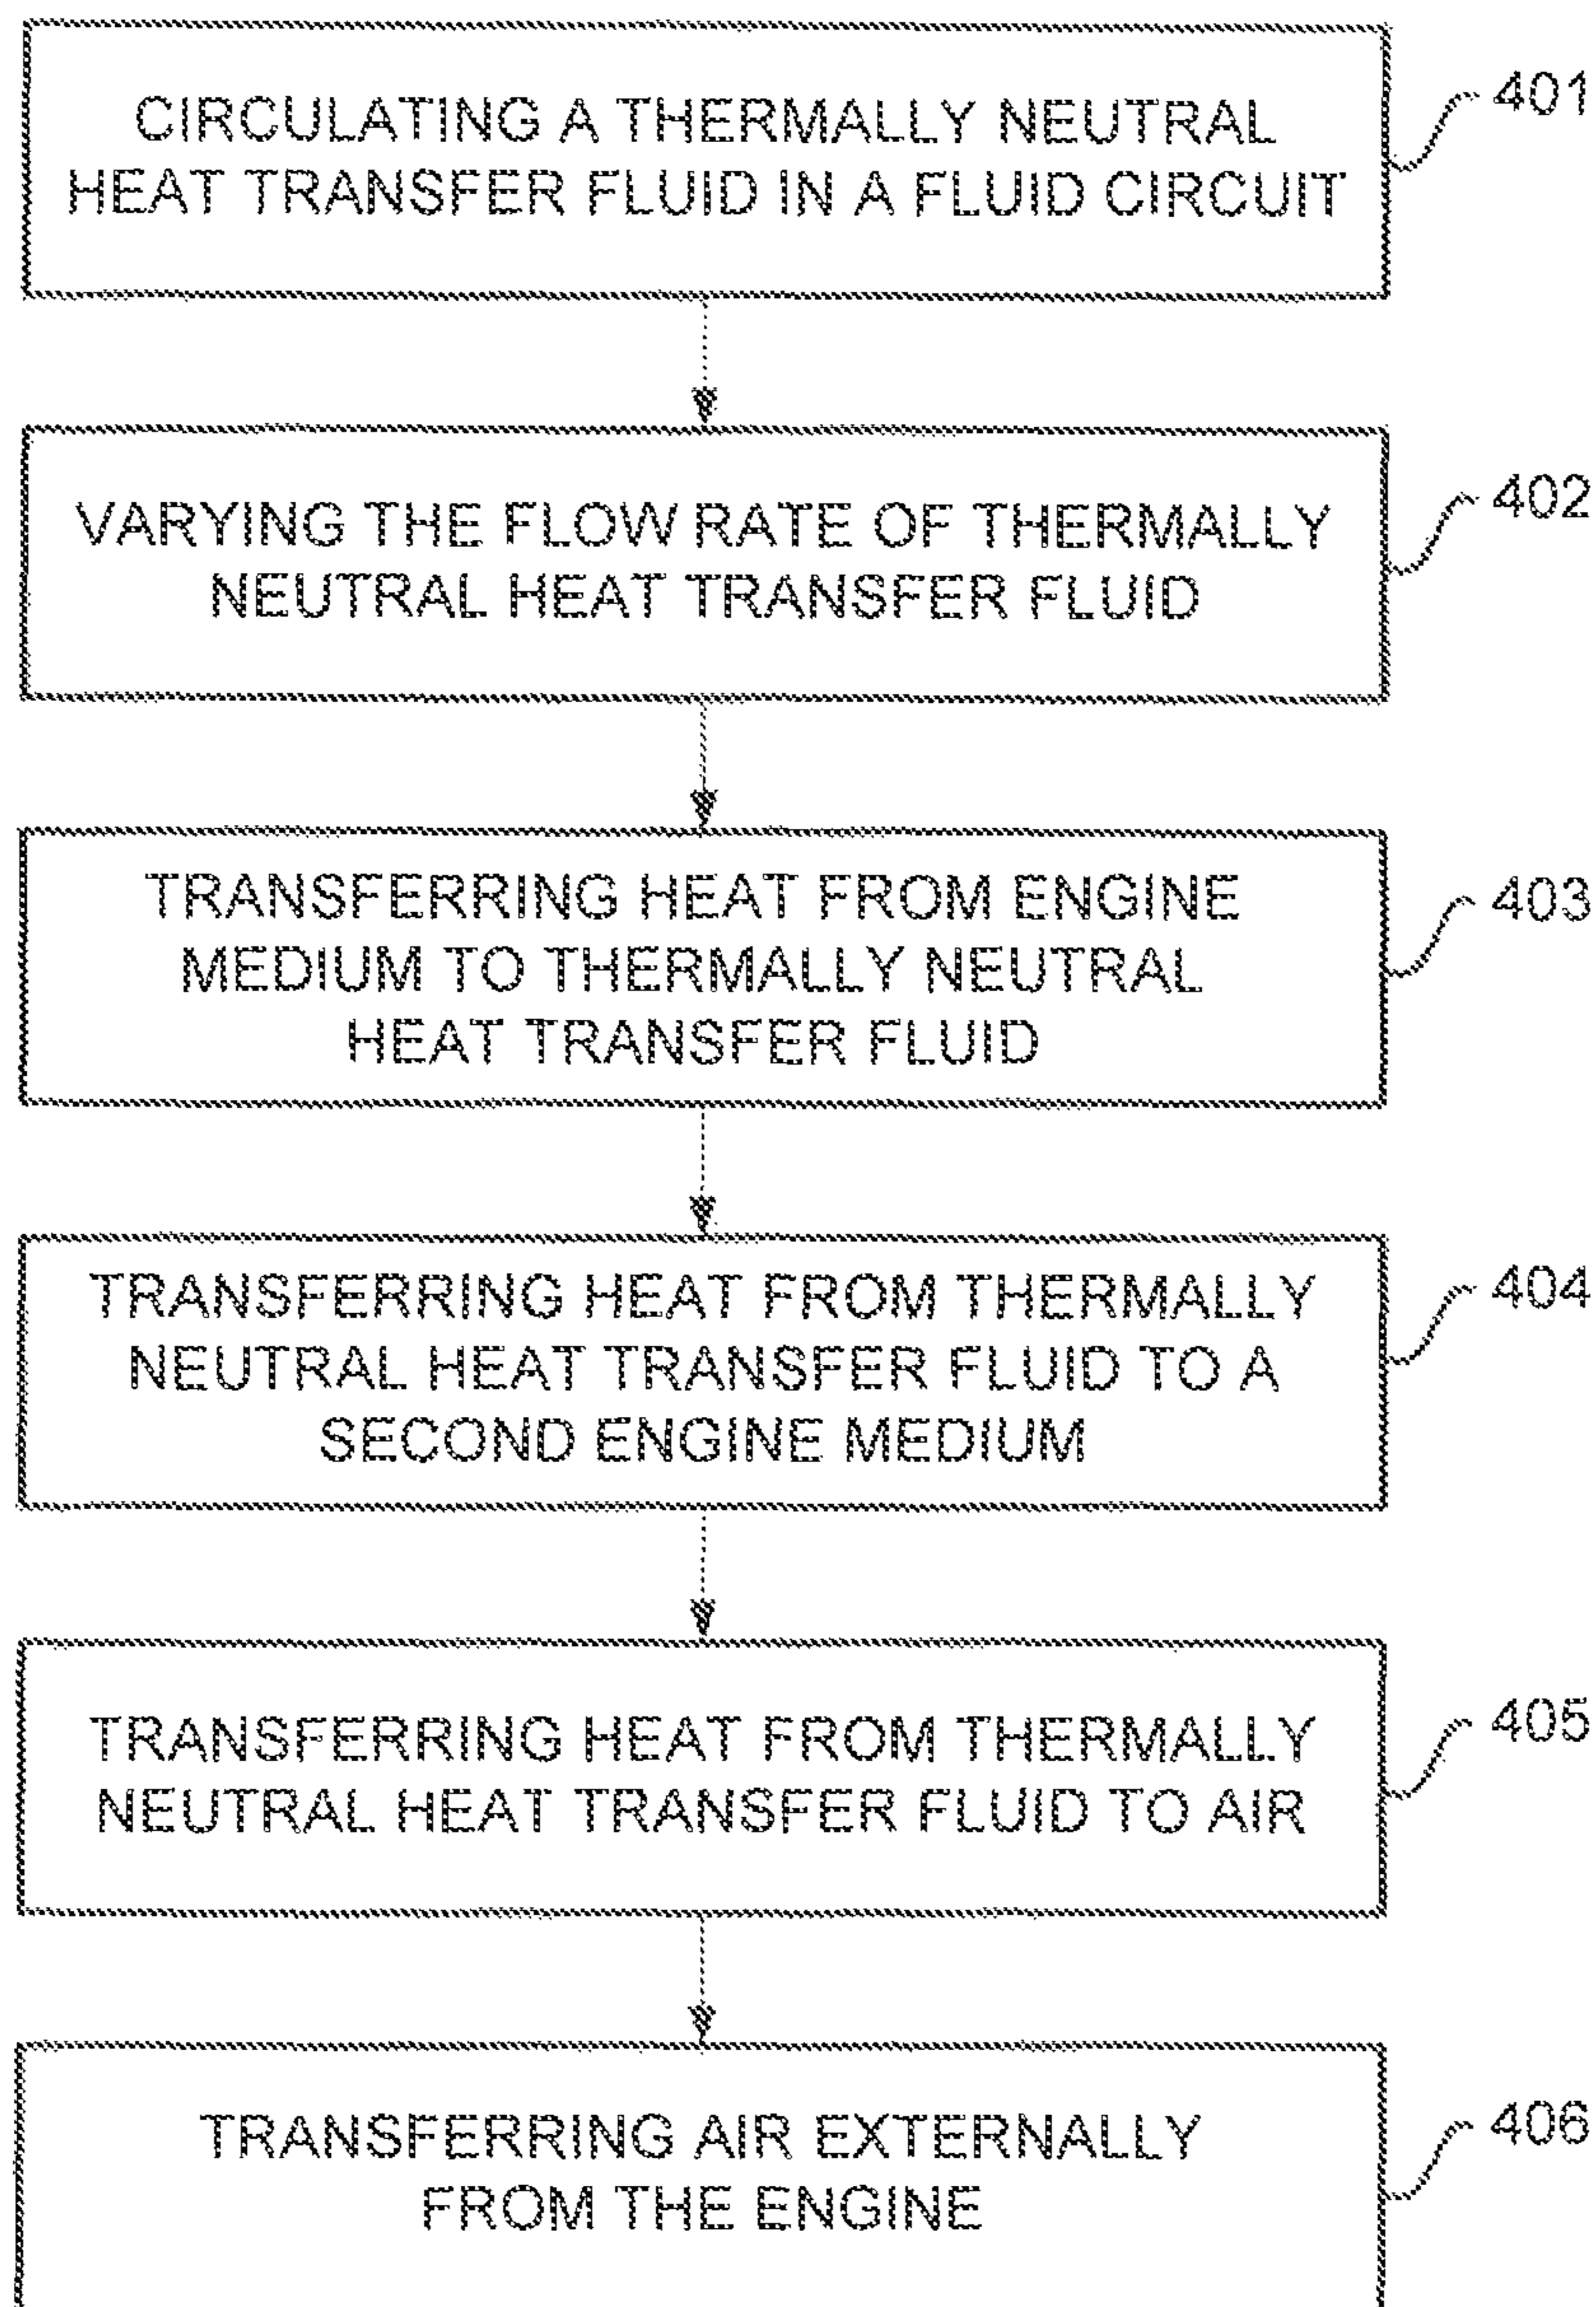 CIRCULATING A THERMALLY NEUTRAL
HEAT TRANSFER FLUID IN A FLUID CIRCUIT
401
VARYING THE FLOW RATE OF THERMALLY
NEUTRAL HEAT TRANSFER FLUID
402
TRANSFERRING HEAT FROM ENGINE
MEDIUM TO THERMALLY NEUTRAL
HEAT TRANSFER FLUID
403
TRANSFERRING HEAT FROM THERMALLY
NEUTRAL HEAT TRANSFER FLUID TO A
SECOND ENGINE MEDIUM
404
TRANSFERRING HEAT FROM THERMALLY
NEUTRAL HEAT TRANSFER FLUID TO AIR
405
TRANSFERRING AIR EXTERNALLY
FROM THE ENGINE
406